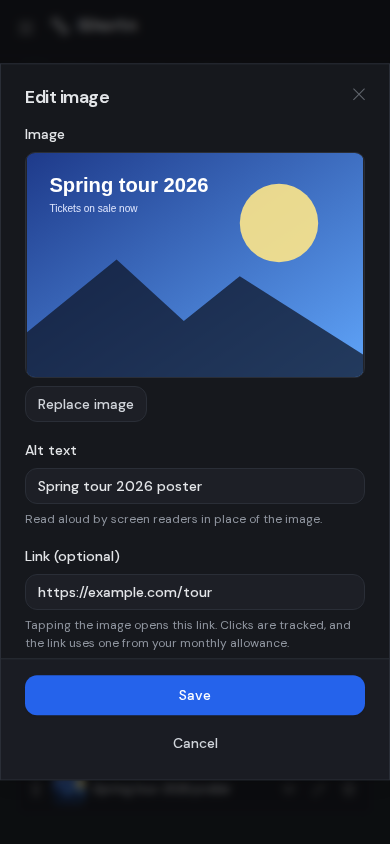 Edit image
Image
Spring tour 2026
Tickets on sale now
Replace image
Alt text
Spring tour 2026 poster
Read aloud by screen readers in place of the image.
Link (optional)
https://example.com/tour
Tapping the image opens this link. Clicks are tracked, and
the link uses one from your monthly allowance.
Save
Cancel